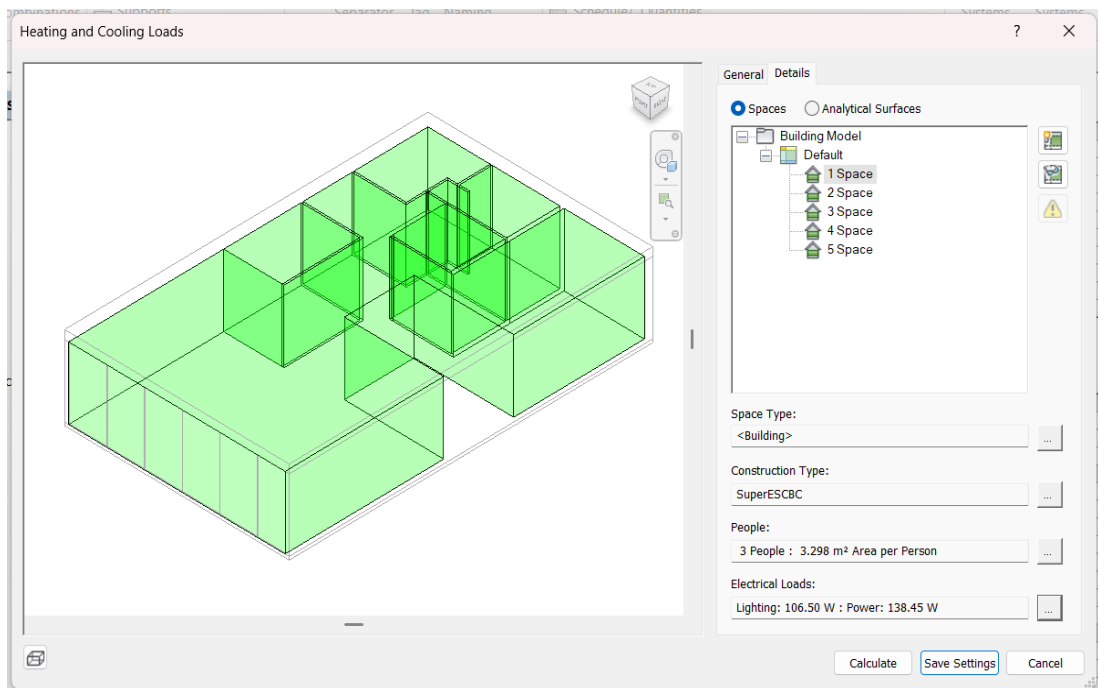 Heating and Cooling Loads
?
General Details
Spaces Analytical Surfaces
Building Model
Default
1 Space
2 Space
3 Space
4 Space
5 Space
Space Type:
<Building>
...
Construction Type:
SuperESCBC
...
People:
3 People : 3.298 m² Area per Person
...
Electrical Loads:
Lighting: 106.50 W : Power: 138.45 W
...
Calculate Save Settings Cancel